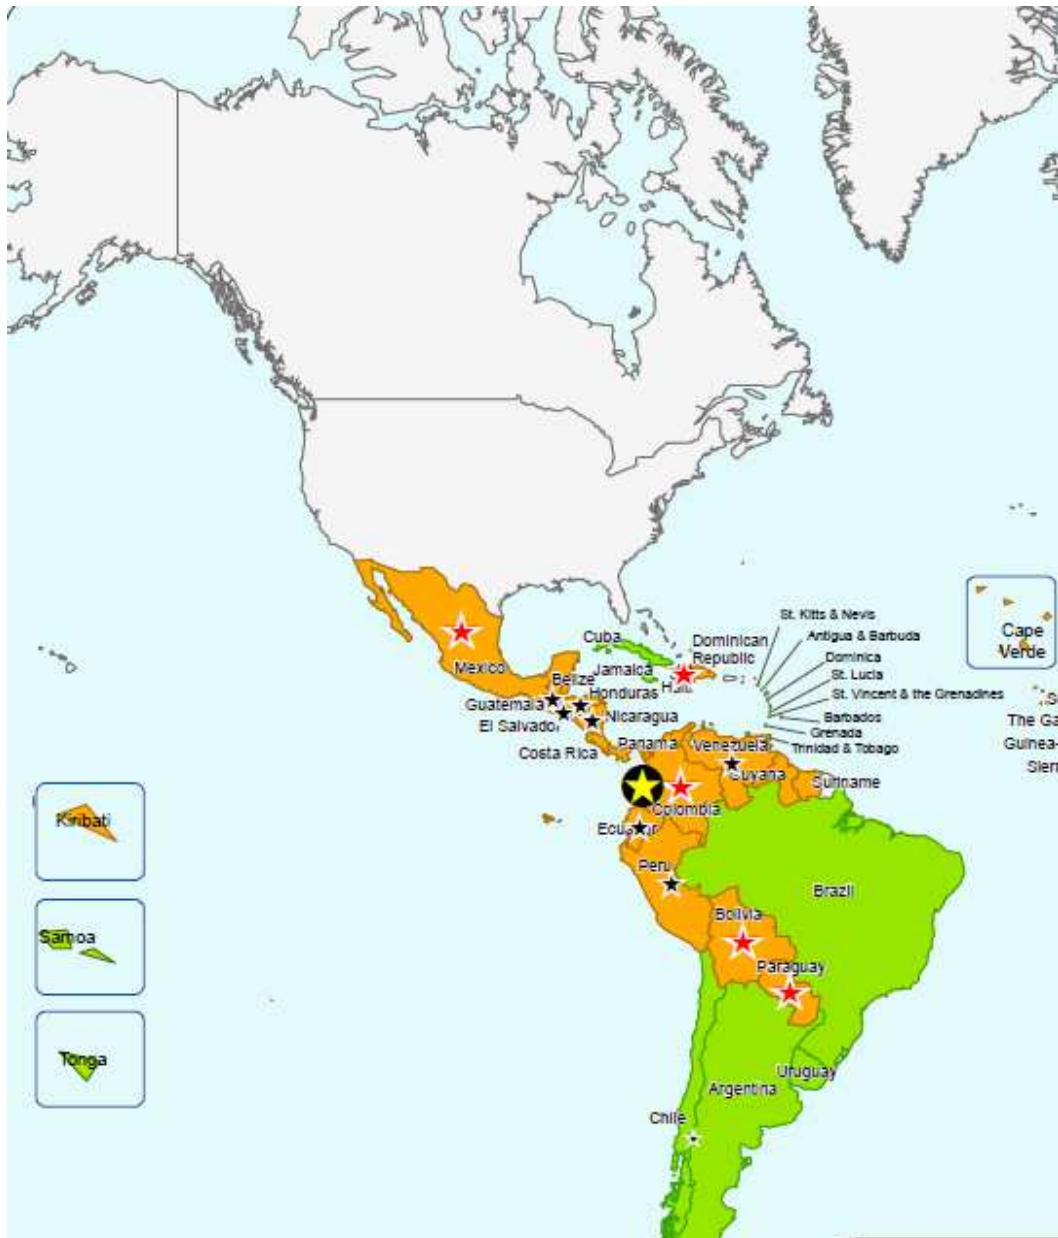 St. Kitts & Nevis
Cuba
Dominican
Republic
Antigua & Barbuda
Cape
Verde
Dominica
Mexico
Jamaica
St. Lucia
Belize
Honduras
St. Vincent & the Grenadines
Guatemala
El Salvador
Nicaragua
Barbados
The Ga
Grenada
Costa Rica
Panama
Venezuela
Trinidad & Tobago
Guinea-
Sierr
Guyana
Suriname
Colombia
Kiribati
Ecuador
Peru
Brazil
Bolivia
Samoa
Paraguay
Tonga
Uruguay
Argentina
Chile